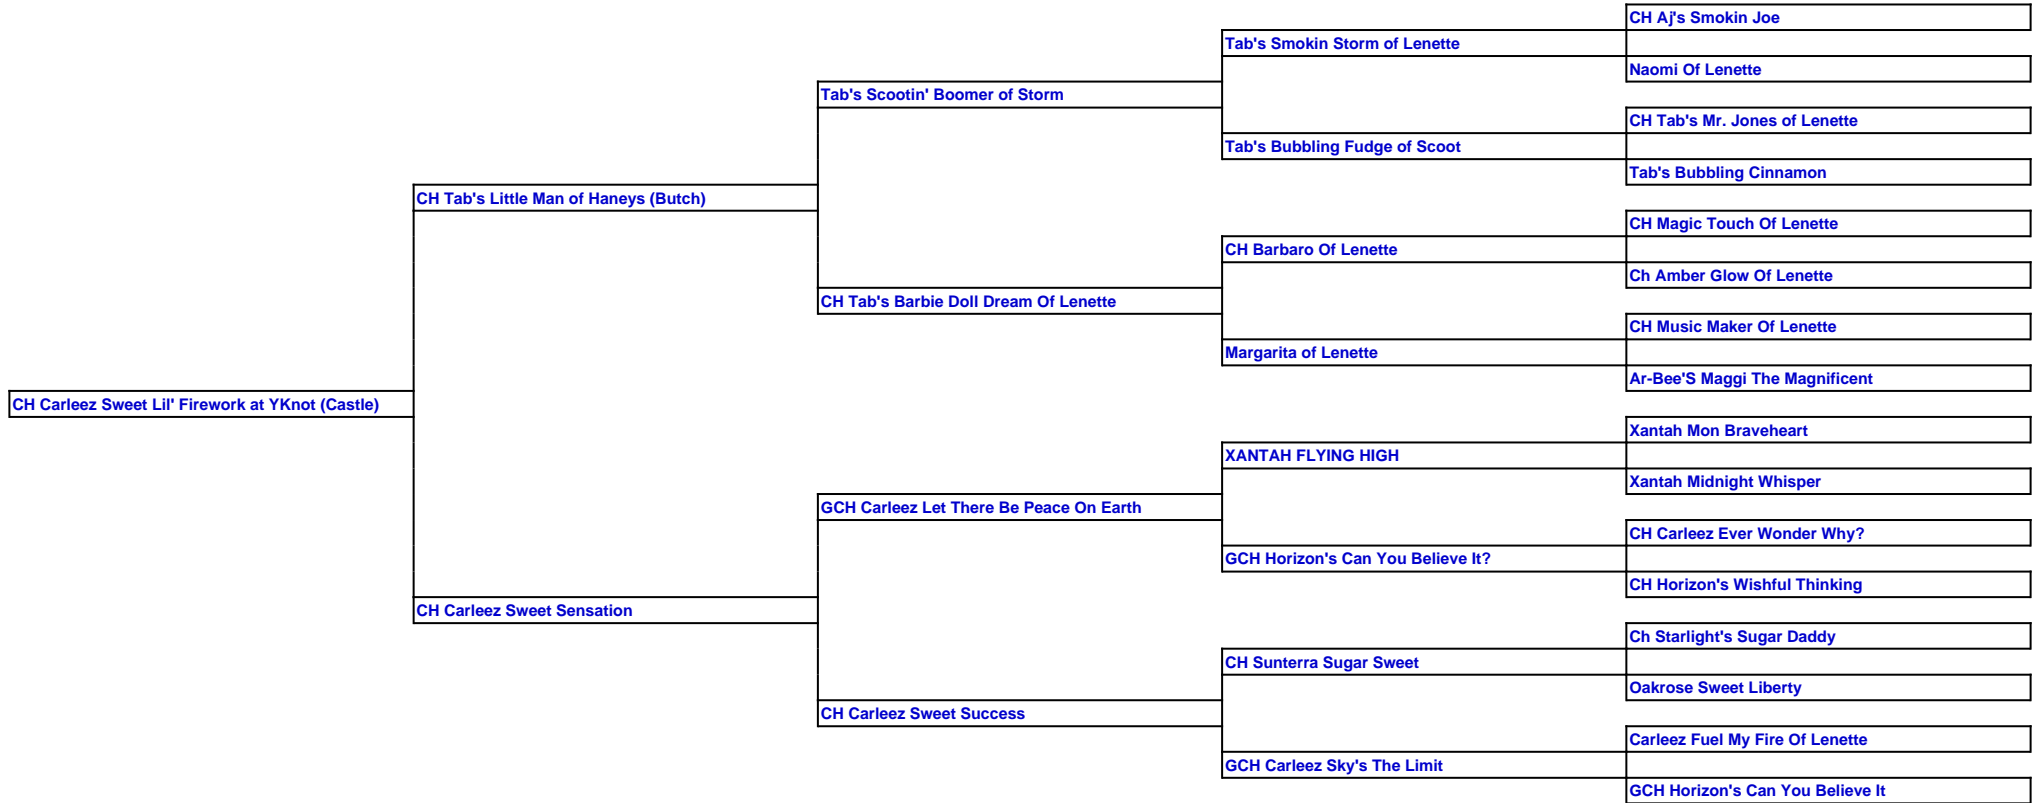 CH Aj's Smokin Joe
Tab's Smokin Storm of Lenette
Naomi Of Lenette
Tab's Scootin' Boomer of Storm
CH Tab's Mr. Jones of Lenette
Tab's Bubbling Fudge of Scoot
Tab's Bubbling Cinnamon
CH Tab's Little Man of Haneys (Butch)
CH Magic Touch Of Lenette
CH Barbaro Of Lenette
Ch Amber Glow Of Lenette
CH Tab's Barbie Doll Dream Of Lenette
CH Music Maker Of Lenette
Margarita of Lenette
Ar-Bee'S Maggi The Magnificent
CH Carleez Sweet Lil' Firework at YKnot (Castle)
Xantah Mon Braveheart
XANTAH FLYING HIGH
Xantah Midnight Whisper
GCH Carleez Let There Be Peace On Earth
CH Carleez Ever Wonder Why?
GCH Horizon's Can You Believe It?
CH Horizon's Wishful Thinking
CH Carleez Sweet Sensation
Ch Starlight's Sugar Daddy
CH Sunterra Sugar Sweet
Oakrose Sweet Liberty
CH Carleez Sweet Success
Carleez Fuel My Fire Of Lenette
GCH Carleez Sky's The Limit
GCH Horizon's Can You Believe It